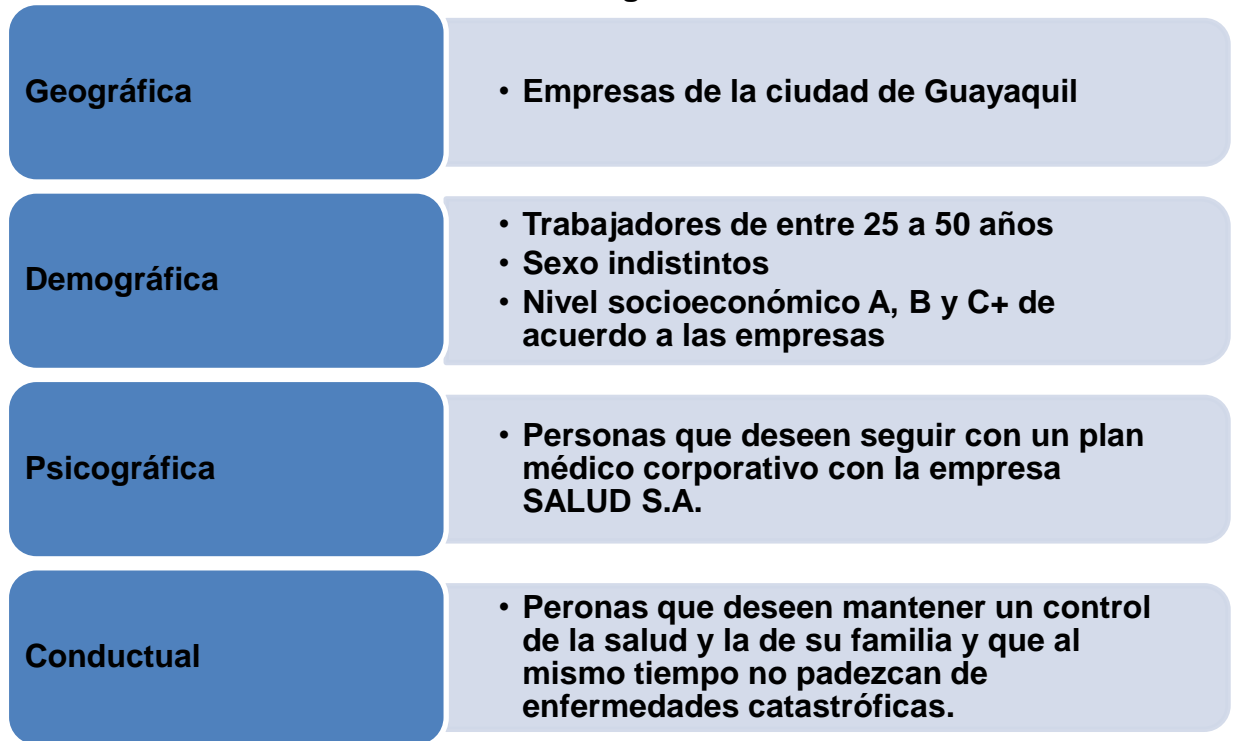 Geográfica
• Empresas de la ciudad de Guayaquil
Demográfica
• Trabajadores de entre 25 a 50 años
• Sexo indistintos
• Nivel socioeconómico A, B y C+ de
acuerdo a las empresas
Psicográfica
• Personas que deseen seguir con un plan
médico corporativo con la empresa
SALUD S.A.
Conductual
• Peronas que deseen mantener un control
de la salud y la de su familia y que al
mismo tiempo no padezcan de
enfermedades catastróficas.